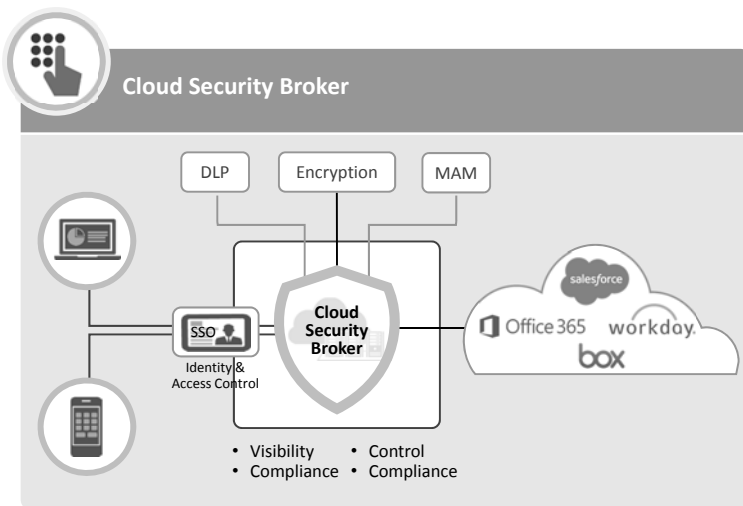 Cloud Security Broker
DLP
Encryption
MAM
salesforce
Office 365
workday.
box
SSO
Cloud
Security
Broker
Identity &
Access Control
• Visibility • Control
• Compliance • Compliance